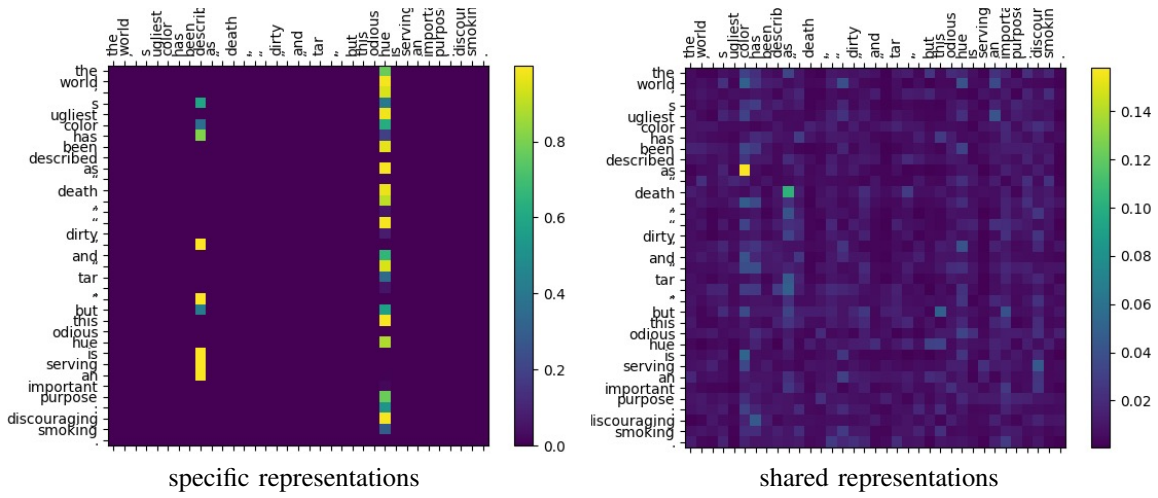 the world , s ugliest color has been describ as " death " , " dirty " and " tar " , but this odious hue is serving an importa purpos : discour smokin .
the world , s ugliest color has been describ as " death " , " dirty " and " tar " , but this odious hue is serving an importa purpose : discour smokin .
the
world
s
ugliest
color
has
been
described
as
“
death
“
dirty
and
tar
but
this
odious
hue
is
serving
an
important
purpose
discouraging
smoking
.
0.8
0.6
0.4
0.2
0.0
the
world
s
ugliest
color
has
been
described
as
“
death
“
dirty
and
tar
but
this
odious
hue
is
serving
an
important
purpose
liscouraging
smoking
.
0.14
0.12
0.10
0.08
0.06
0.04
0.02
specific representations
shared representations